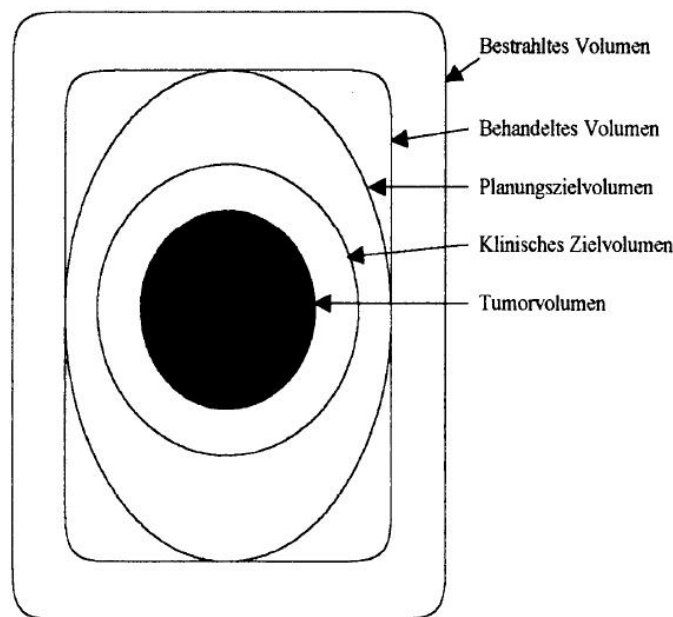 Bestrahltes Volumen
Behandeltes Volumen
Planungszielvolumen
Klinisches Zielvolumen
Tumorvolumen